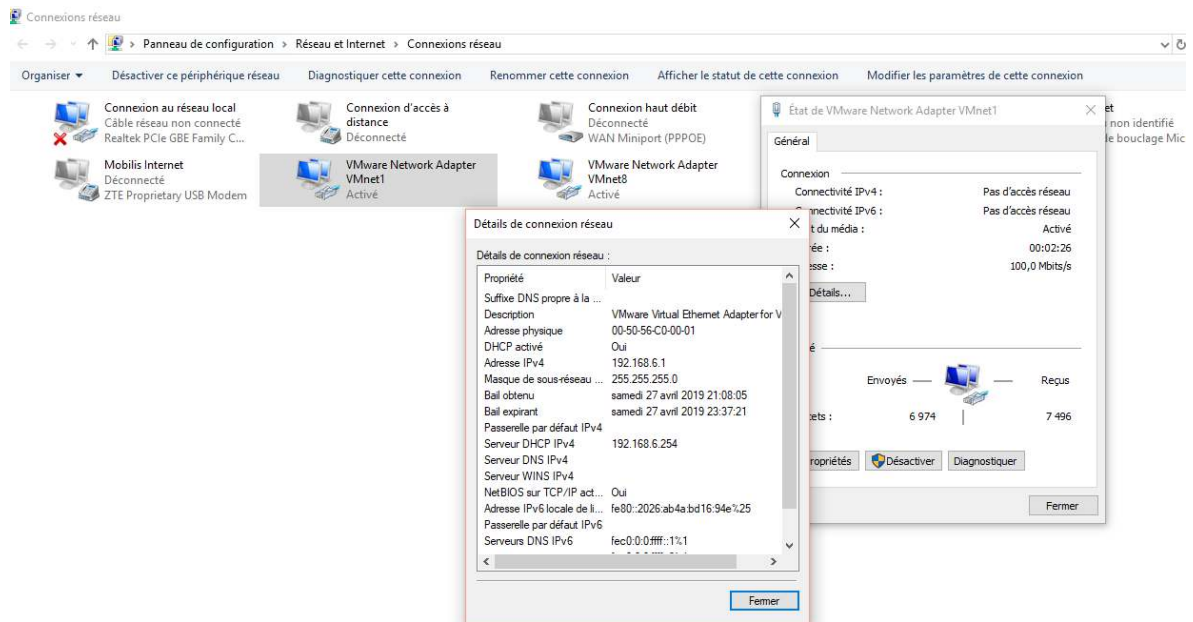 Connexions réseau
Panneau de configuration > Réseau et Internet > Connexions réseau
Organiser Désactiver ce périphérique réseau Diagnostiquer cette connexion Renommer cette connexion Afficher le statut de cette connexion Modifier les paramètres de cette connexion
Connexion au réseau local
Câble réseau non connecté
Realtek PCIe GBE Family C...
Connexion d'accès à
distance
Déconnecté
Connexion haut débit
Déconnecté
WAN Miniport (PPPOE)
et
non identifié
de bouclage Mic
Mobilis Internet
Déconnecté
ZTE Proprietary USB Modem
VMware Network Adapter
VMnet1
Activé
VMware Network Adapter
VMnet8
Activé
État de VMware Network Adapter VMnet1
Général
Connexion
Connectivité IPv4 : Pas d'accès réseau
nnectivité IPv6 : Pas d'accès réseau
t du média : Activé
ée : 00:02:26
esse : 100,0 Mbits/s
Détails...
é
Envoyés — — Reçus
ets : 6 974 7 496
ropriétés Désactiver Diagnostiquer
Fermer
Détails de connexion réseau
Détails de connexion réseau :
Propriété Valeur
Suffixe DNS propre à la ...
Description VMware Virtual Ethernet Adapter for V
Adresse physique 00-50-56-C0-00-01
DHCP activé Oui
Adresse IPv4 192.168.6.1
Masque de sous-réseau ... 255.255.255.0
Bail obtenu samedi 27 avril 2019 21:08:05
Bail expirant samedi 27 avril 2019 23:37:21
Passerelle par défaut IPv4
Serveur DHCP IPv4 192.168.6.254
Serveur DNS IPv4
Serveur WINS IPv4
NetBIOS sur TCP/IP act... Oui
Adresse IPv6 locale de li... fe80::2026:ab4a:bd16:94e%25
Passerelle par défaut IPv6
Serveurs DNS IPv6 fec0:0:0:ffff::1%1
Fermer